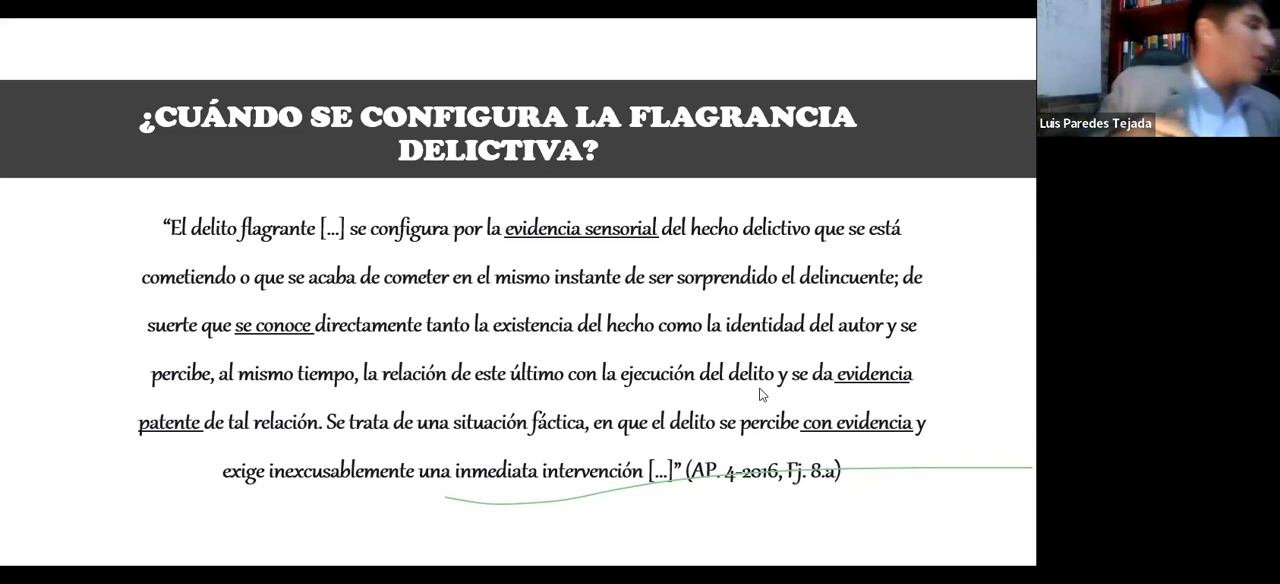 ¿CUÁNDO SE CONFIGURA LA FLAGRANCIA
DELICTIVA?
“El delito flagrante [...] se configura por la evidencia sensorial del hecho delictivo que se está
cometiendo o que se acaba de cometer en el mismo instante de ser sorprendido el delincuente; de
suerte que se conoce directamente tanto la existencia del hecho como la identidad del autor y se
percibe, al mismo tiempo, la relación de este último con la ejecución del delito y se da evidencia
patente de tal relación. Se trata de una situación fáctica, en que el delito se percibe con evidencia y
exige inexcusablemente una inmediata intervención [...]” (AP. 4-2016, Fj. 8.a)
Luis Paredes Tejada